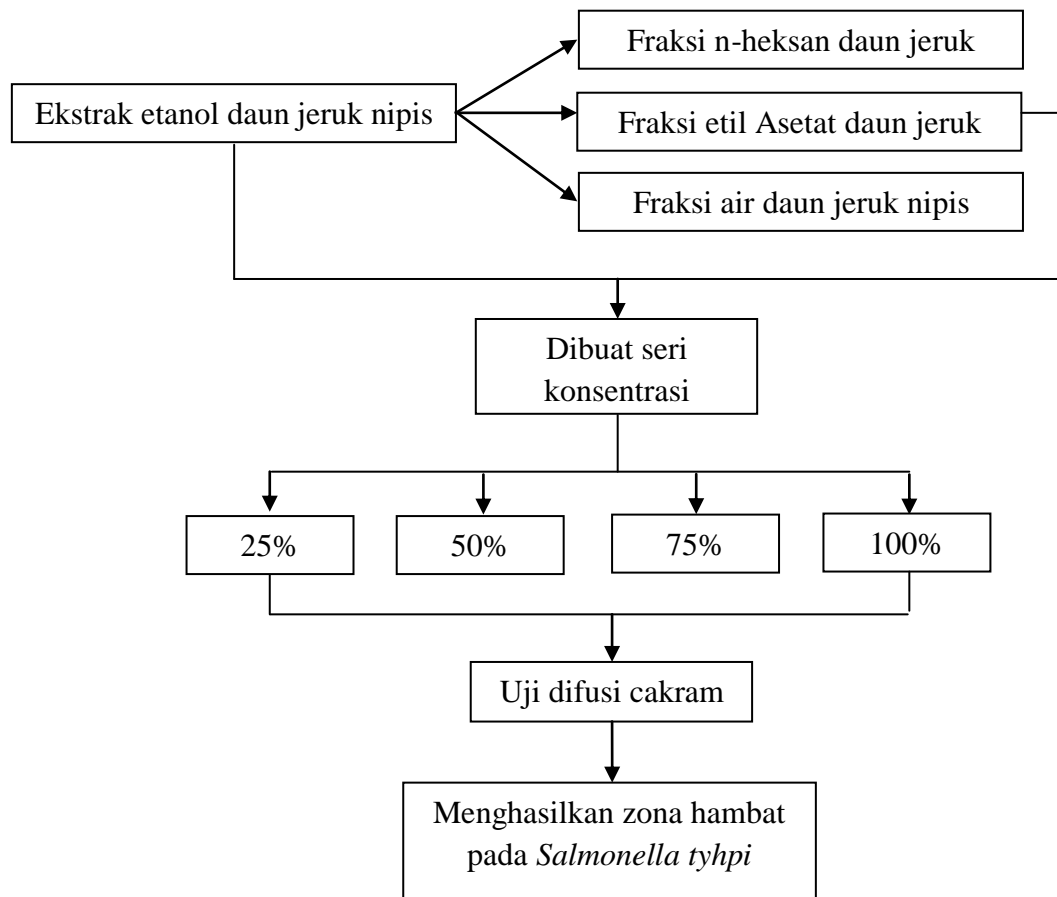 Fraksi n-heksan daun jeruk
Ekstrak etanol daun jeruk nipis
Fraksi etil Asetat daun jeruk
Fraksi air daun jeruk nipis
Dibuat seri
konsentrasi
25%
50%
75%
100%
Uji difusi cakram
Menghasilkan zona hambat
pada Salmonella tyhpi